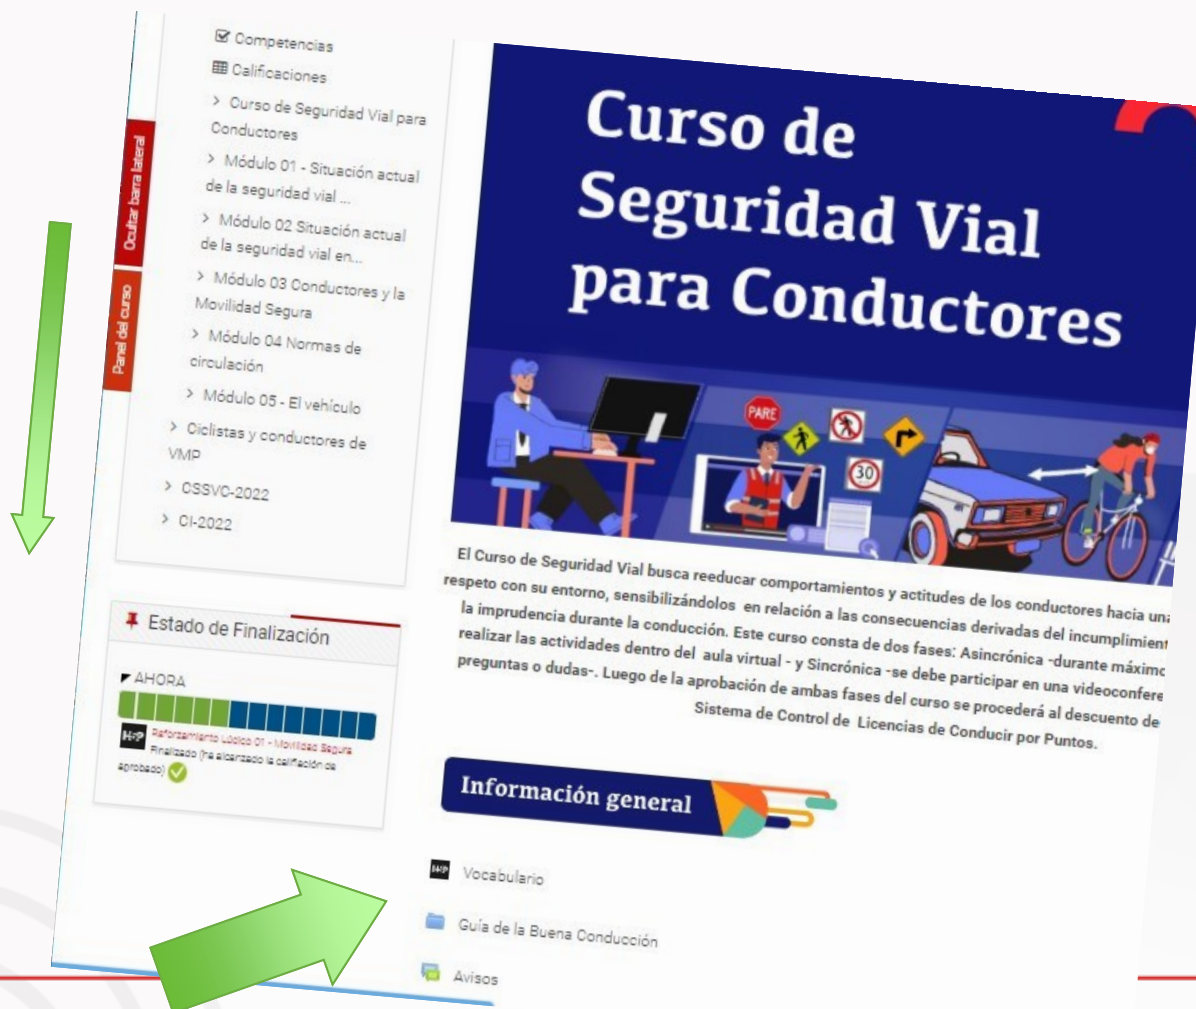 Competencias
Calificaciones
> Curso de Seguridad Vial para
Conductores
> Módulo 01 - Situación actual
de la seguridad vial ...
> Módulo 02 Situación actual
de la seguridad vial en...
> Módulo 03 Conductores y la
Movilidad Segura
> Módulo 04 Normas de
circulación
> Módulo 05 - El vehículo
> Ciclistas y conductores de
VMP
> CSSVC-2022
> CI-2022
Ocultar barra lateral
Panel del curso
Estado de Finalización
AHORA
H-P Reforzamiento Lúdico 01 - Movilidad Segura
Finalizado (ha alcanzado la calificación de
aprobado)
Curso de
Seguridad Vial
para Conductores
PARE
30
El Curso de Seguridad Vial busca reeducar comportamientos y actitudes de los conductores hacia una
respeto con su entorno, sensibilizándolos en relación a las consecuencias derivadas del
la imprudencia durante la conducción. Este curso consta de dos fases: Asincrónica -durante máximo
realizar las actividades dentro del aula virtual - y Sincrónica -se debe participar en una
preguntas o dudas-. Luego de la aprobación de ambas fases del curso se procederá al descuento de
Sistema de Control de Licencias de Conducir por Puntos.
Información general
H-P Vocabulario
Guía de la Buena Conducción
Avisos